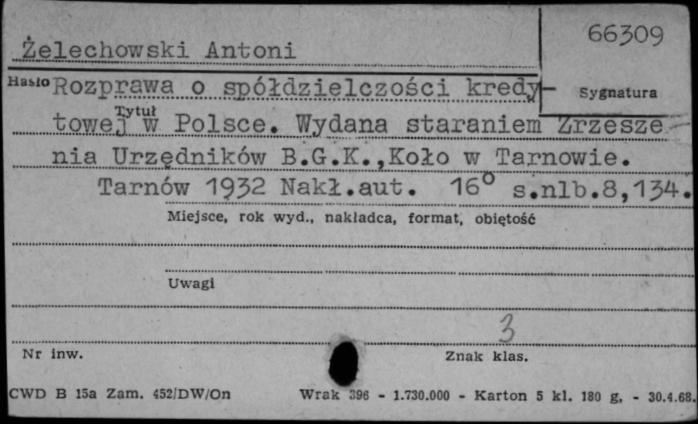 66309
Żelechowski Antoni
Hasło Rozprawa o spółdzielczości kredy- Sygnatura
Tytuł
towej w Polsce. Wydana staraniem Zrzesze-
nia Urzędników B.G.K.,Koło w Tarnowie.
Tarnów 1932 Nakł.aut. 16° s.nlb.8,134.
Miejsce, rok wyd., nakładca, format, objętość
Uwagi
3
Nr inw. Znak klas.
CWD B 15a Zam. 452/DW/On Wrak 396 - 1.730.000 - Karton 5 kl. 180 g. - 30.4.68.